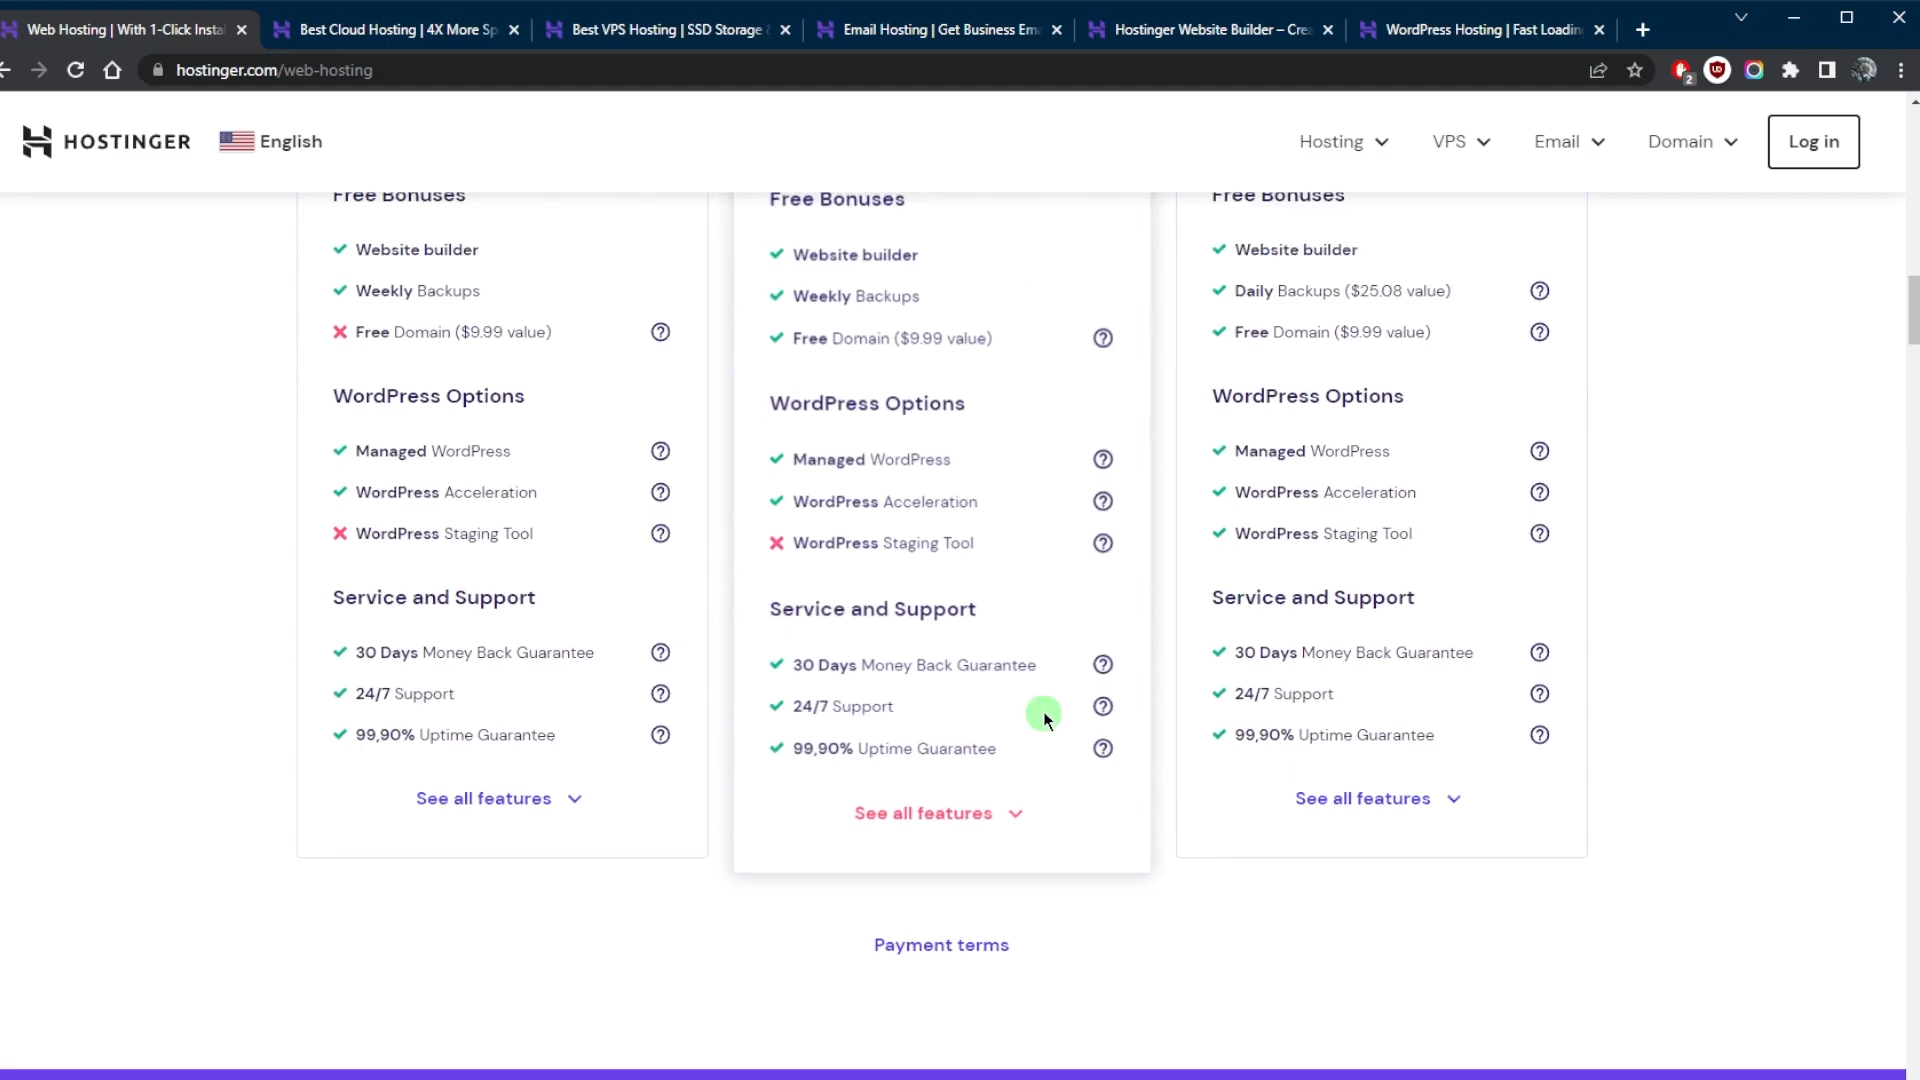 Web Hosting | With 1-Click Insta
Best Cloud Hosting | 4X More Sp
Best VPS Hosting | SSD Storage &
Email Hosting | Get Business Ema
Hostinger Website Builder – Crea
WordPress Hosting | Fast Loadin
hostinger.com/web-hosting
2
HOSTINGER
English
Hosting
VPS
Email
Domain
Log in
Free Bonuses
Website builder
Weekly Backups
Free Domain ($9.99 value)
WordPress Options
Managed WordPress
WordPress Acceleration
WordPress Staging Tool
Service and Support
30 Days Money Back Guarantee
24/7 Support
99,90% Uptime Guarantee
See all features
Free Bonuses
Website builder
Weekly Backups
Free Domain ($9.99 value)
WordPress Options
Managed WordPress
WordPress Acceleration
WordPress Staging Tool
Service and Support
30 Days Money Back Guarantee
24/7 Support
99,90% Uptime Guarantee
See all features
Free Bonuses
Website builder
Daily Backups ($25.08 value)
Free Domain ($9.99 value)
WordPress Options
Managed WordPress
WordPress Acceleration
WordPress Staging Tool
Service and Support
30 Days Money Back Guarantee
24/7 Support
99,90% Uptime Guarantee
See all features
Payment terms